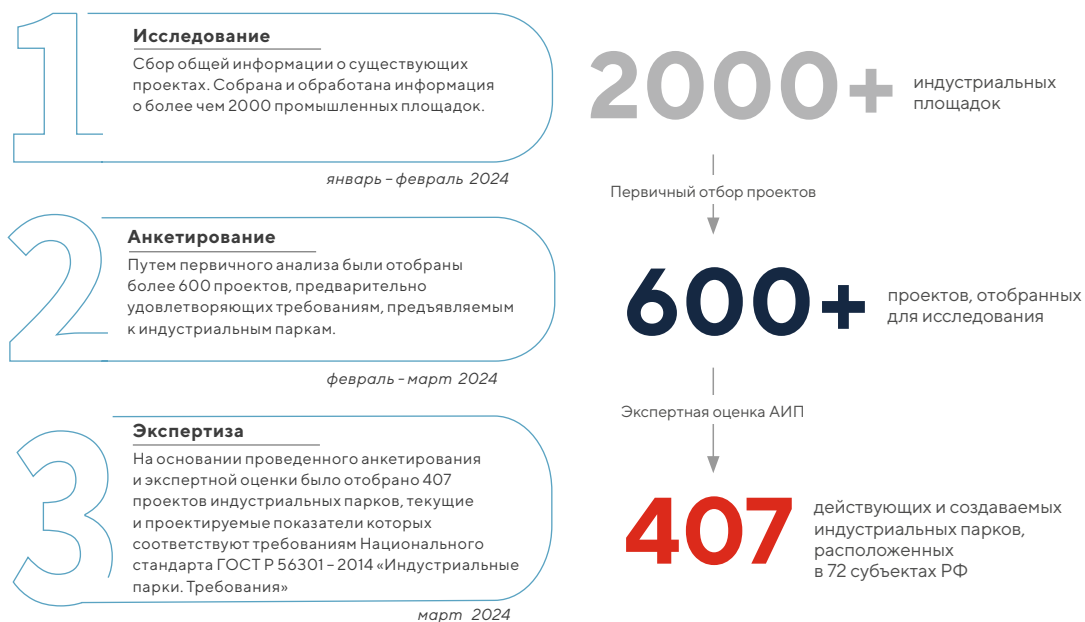 1
Исследование
Сбор общей информации о существующих
проектах. Собрана и обработана информация
о более чем 2000 промышленных площадок.
январь – февраль 2024
2
Анкетирование
Путем первичного анализа были отобраны
более 600 проектов, предварительно
удовлетворяющих требованиям, предъявляемым
к индустриальным паркам.
февраль – март 2024
3
Экспертиза
На основании проведенного анкетирования
и экспертной оценки было отобрано 407
проектов индустриальных парков, текущие
и проектируемые показатели которых
соответствуют требованиям Национального
стандарта ГОСТ Р 56301 – 2014 «Индустриальные
парки. Требования»
март 2024
2000+
индустриальных
площадок
Первичный отбор проектов
600+
проектов, отобранных
для исследования
Экспертная оценка АИП
407
действующих и создаваемых
индустриальных парков,
расположенных
в 72 субъектах РФ